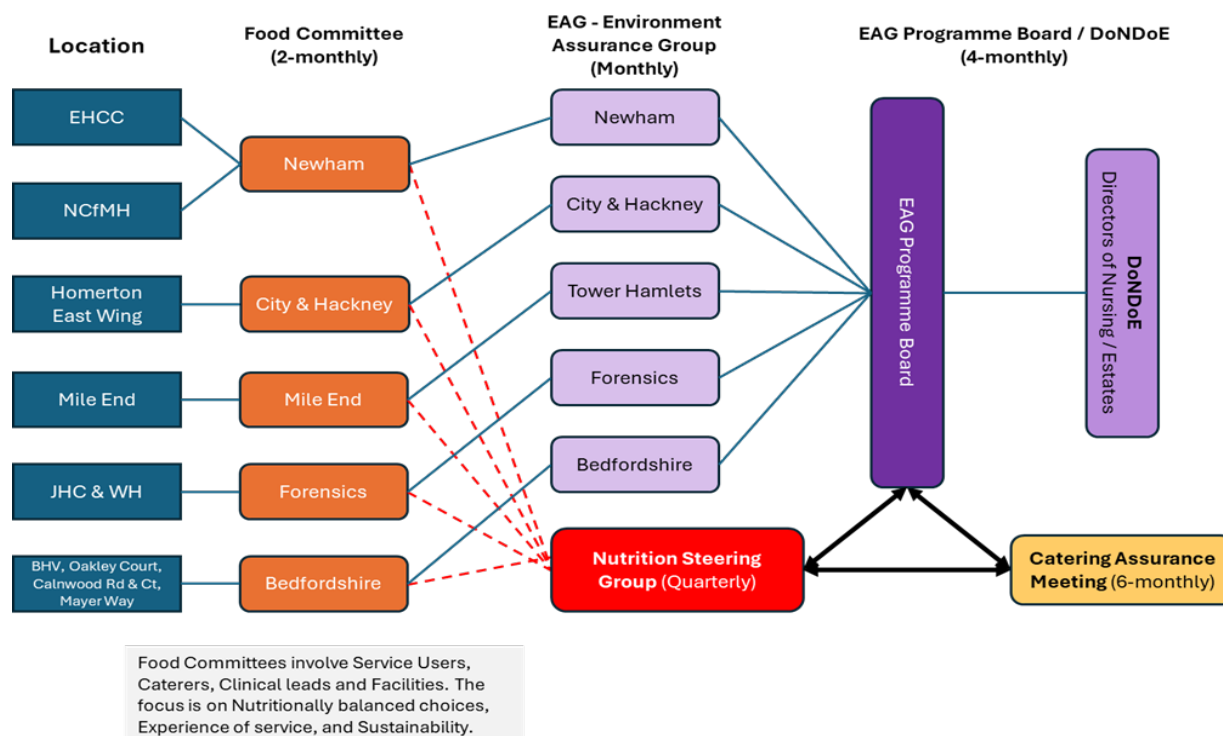 Location
Food Committee
(2-monthly)
EAG - Environment
Assurance Group
(Monthly)
EAG Programme Board / DoNDoE
(4-monthly)
EHCC
NCfMH
Homerton
East Wing
Mile End
JHC & WH
BHV, Oakley Court,
Calnwood Rd & Ct,
Mayer Way
Newham
City & Hackney
Mile End
Forensics
Bedfordshire
Newham
City & Hackney
Tower Hamlets
Forensics
Bedfordshire
Nutrition Steering
Group (Quarterly)
EAG Programme Board
DoNDoE
Directors of Nursing / Estates
Catering Assurance
Meeting (6-monthly)
Food Committees involve Service Users,
Caterers, Clinical leads and Facilities. The
focus is on Nutritionally balanced choices,
Experience of service, and Sustainability.